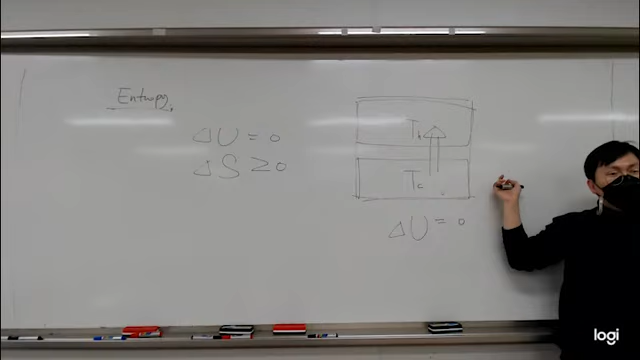 Entropy
ΔU = 0
ΔS ≥ 0
T_h
T_c
ΔU = 0
logi